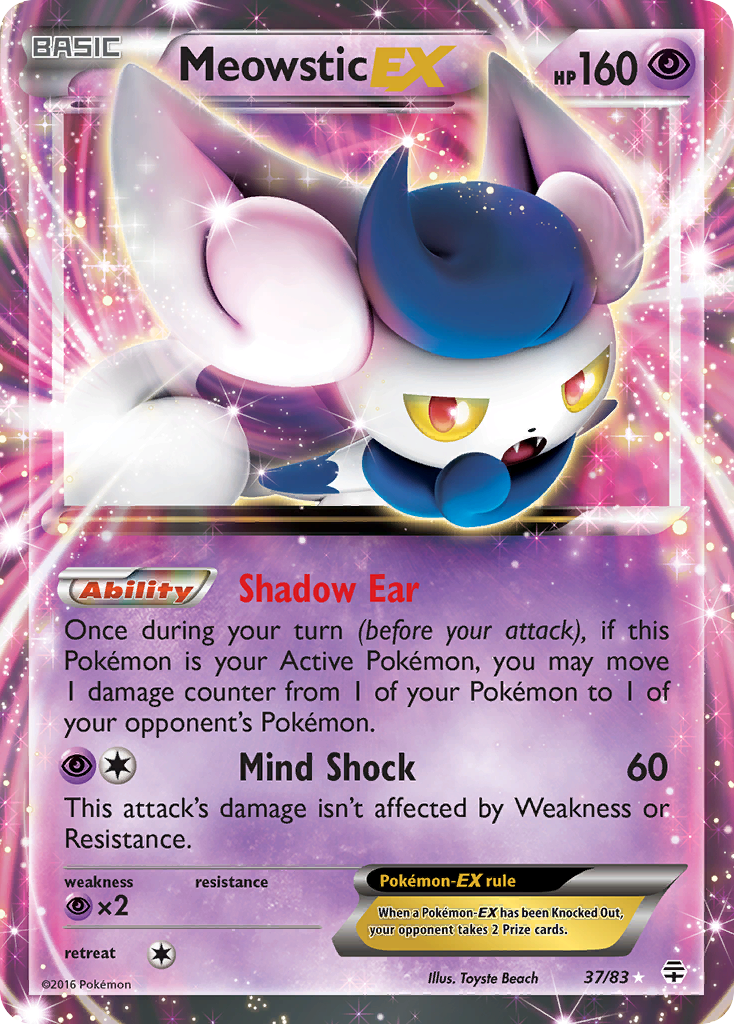 BASIC
Meowstic EX
HP 160
Ability Shadow Ear
Once during your turn (before your attack), if this
Pokémon is your Active Pokémon, you may move
1 damage counter from 1 of your Pokémon to 1 of
your opponent's Pokémon.
Mind Shock 60
This attack's damage isn't affected by Weakness or
Resistance.
weakness resistance
×2
retreat
Pokémon-EX rule
When a Pokémon-EX has been Knocked Out,
your opponent takes 2 Prize cards.
©2016 Pokémon
Illus. Toyste Beach
37/83